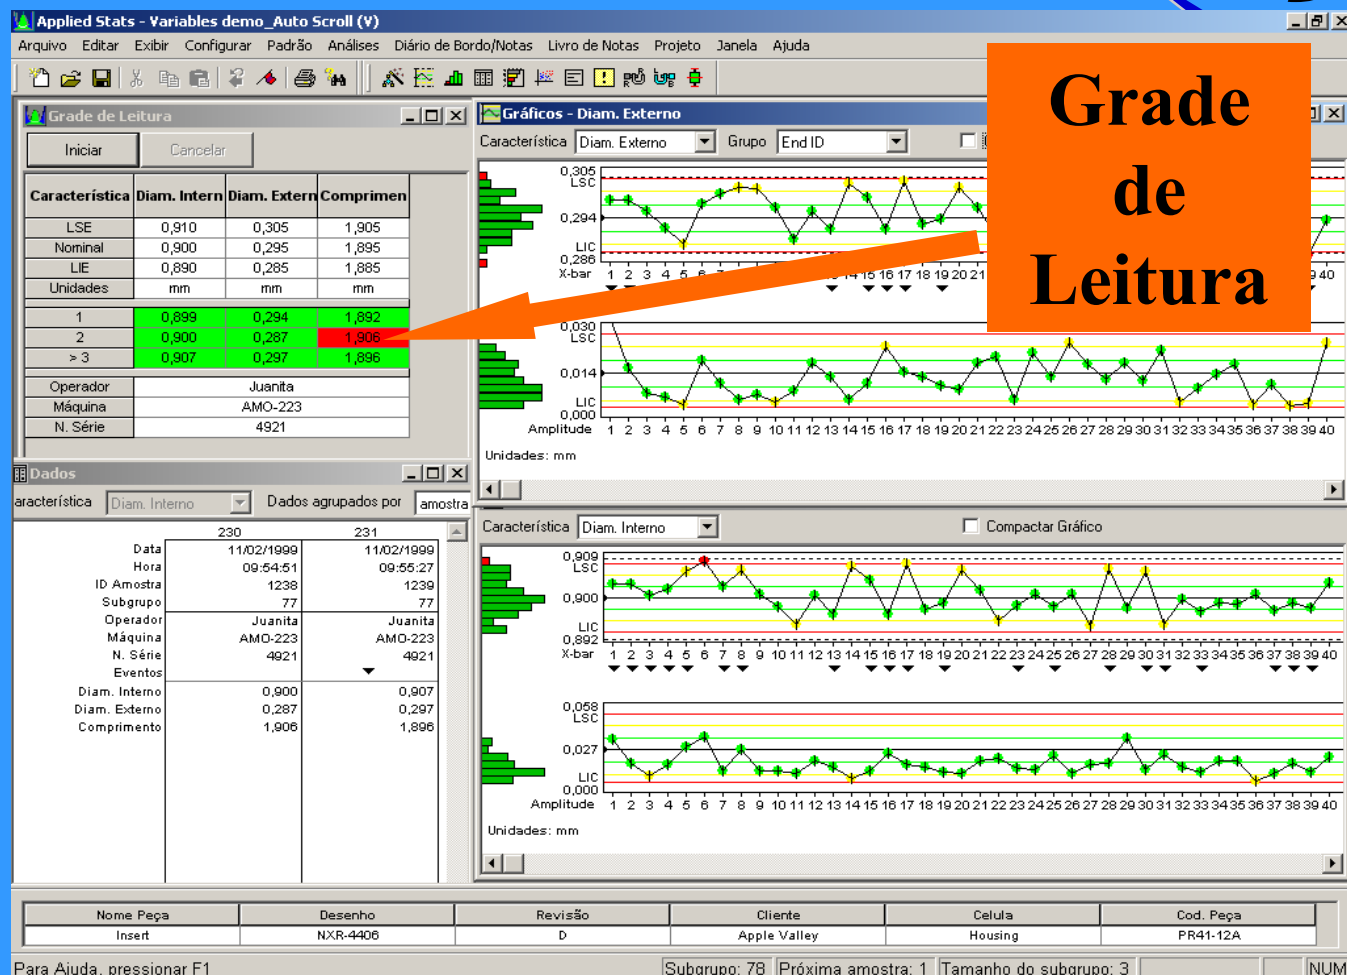 Applied Stats - Variables demo_Auto Scroll (V)
Arquivo Editar Exibir Configurar Padrão Análises Diário de Bordo/Notas Livro de Notas Projeto Janela Ajuda
Grade
de
Leitura
Grade de Leitura
Iniciar Cancelar
Característica Diam. Intern Diam. Extern Comprimen
LSE 0,910 0,305 1,905
Nominal 0,900 0,295 1,895
LIE 0,890 0,285 1,885
Unidades mm mm mm
1 0,899 0,294 1,892
2 0,900 0,287 1,906
> 3 0,907 0,297 1,896
Operador Juanita
Máquina AMO-223
N. Série 4921
Gráficos - Diam. Externo
Característica Diam. Externo Grupo End ID
0,305
LSC
0,294
LIC
0,286
X-bar 1 2 13 14 15 16 17 18 19 20 21 40
0,030
LSC
0,014
LIC
0,000
Amplitude 1 2 3 4 5 6 7 8 9 10 11 12 13 14 15 16 17 18 19 20 21 22 23 24 25 26 27 28 29 30 31 32 33 34 35 36 37 38 39 40
Unidades: mm
Dados
aracterística Diam. Interno Dados agrupados por amostra
230 231
Data 11/02/1999 11/02/1999
Hora 09:54:51 09:55:27
ID Amostra 1238 1239
Subgrupo 77 77
Operador Juanita Juanita
Máquina AMO-223 AMO-223
N. Série 4921 4921
Eventos
Diam. Interno 0,900 0,907
Diam. Externo 0,287 0,297
Comprimento 1,906 1,896
Característica Diam. Interno Compactar Gráfico
0,909
LSC
0,900
LIC
0,892
X-bar 1 2 3 4 5 6 7 8 9 10 11 12 13 14 15 16 17 18 19 20 21 22 23 24 25 26 27 28 29 30 31 32 33 34 35 36 37 38 39 40
0,058
LSC
0,027
LIC
0,000
Amplitude 1 2 3 4 5 6 7 8 9 10 11 12 13 14 15 16 17 18 19 20 21 22 23 24 25 26 27 28 29 30 31 32 33 34 35 36 37 38 39 40
Unidades: mm
Nome Peça Desenho Revisão Cliente Celula Cod. Peça
Insert NXR-4406 D Apple Valley Housing PR41-12A
Para Ajuda, pressionar F1 Subgrupo: 78 Próxima amostra: 1 Tamanho do subgrupo: 3 NUM